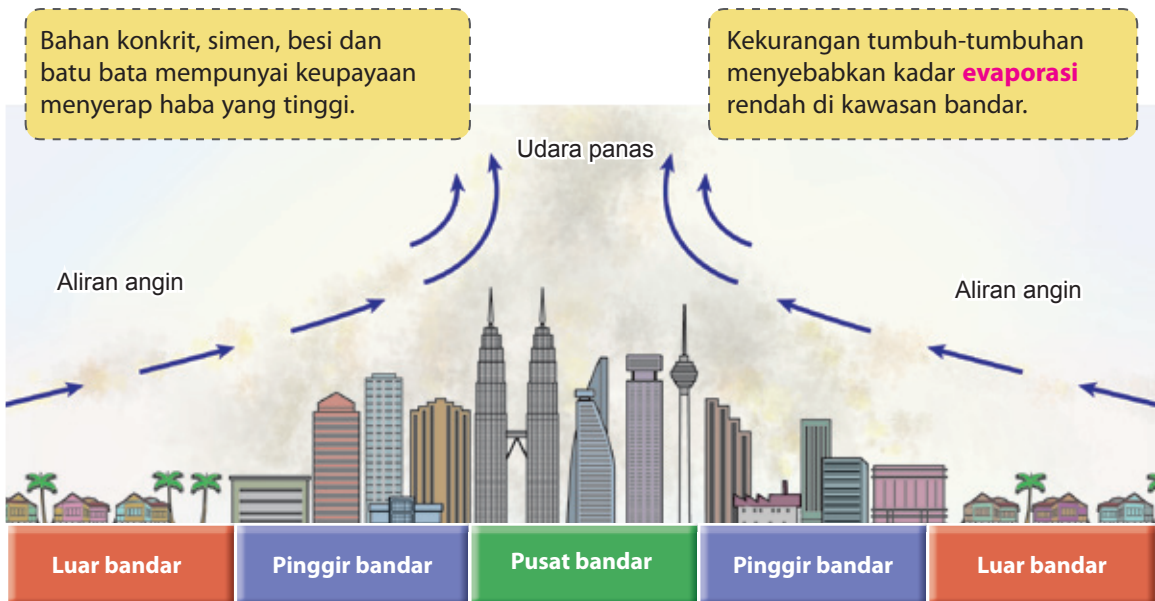 Bahan konkrit, simen, besi dan
batu bata mempunyai keupayaan
menyerap haba yang tinggi.
Kekurangan tumbuh-tumbuhan
menyebabkan kadar evaporasi
rendah di kawasan bandar.
Udara panas
Aliran angin
Aliran angin
Luar bandar
Pinggir bandar
Pusat bandar
Pinggir bandar
Luar bandar